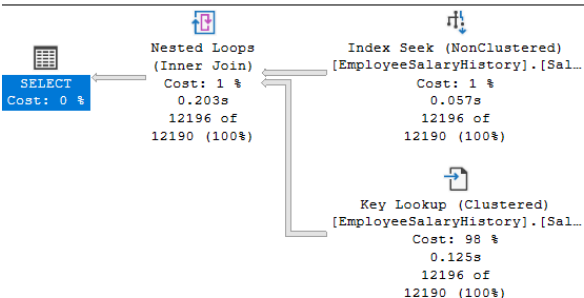 SELECT
Cost: 0 %
Nested Loops
(Inner Join)
Cost: 1 %
0.203s
12196 of
12190 (100%)
Index Seek (NonClustered)
[EmployeeSalaryHistory].[Sal…
Cost: 1 %
0.057s
12196 of
12190 (100%)
Key Lookup (Clustered)
[EmployeeSalaryHistory].[Sal…
Cost: 98 %
0.125s
12196 of
12190 (100%)